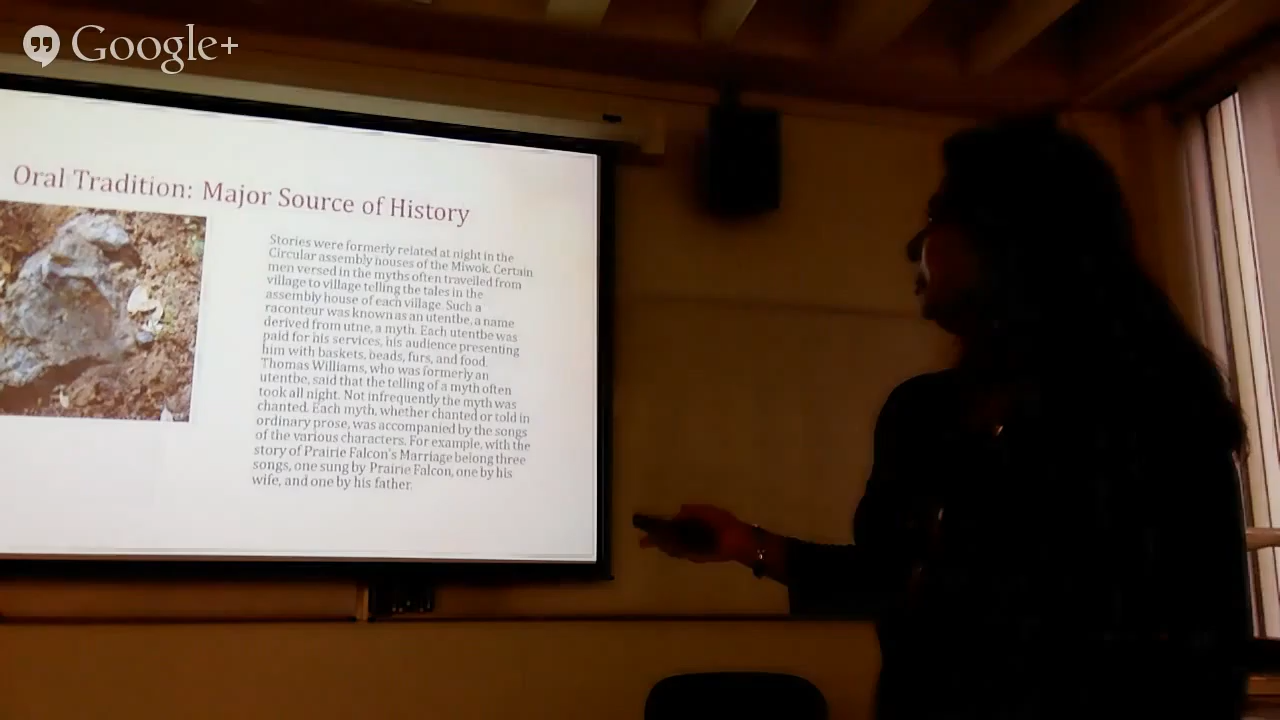 Google+
Oral Tradition: Major Source of History
Stories were formerly related at night in the
Circular assembly houses of the Miwok. Certain
men versed in the myths often travelled from
village to village telling the tales in the
assembly house of each village. Such a
raconteur was known as an utentbe, a name
derived from utne, a myth. Each utentbe was
paid for his services, his audience presenting
him with baskets, beads, furs, and food.
Thomas Williams, who was formerly an
utentbe, said that the telling of a myth often
took all night. Not infrequently the myth was
chanted. Each myth, whether chanted or told in
ordinary prose, was accompanied by the songs
of the various characters. For example, with the
story of Prairie Falcon's Marriage belong three
songs, one sung by Prairie Falcon, one by his
wife, and one by his father.